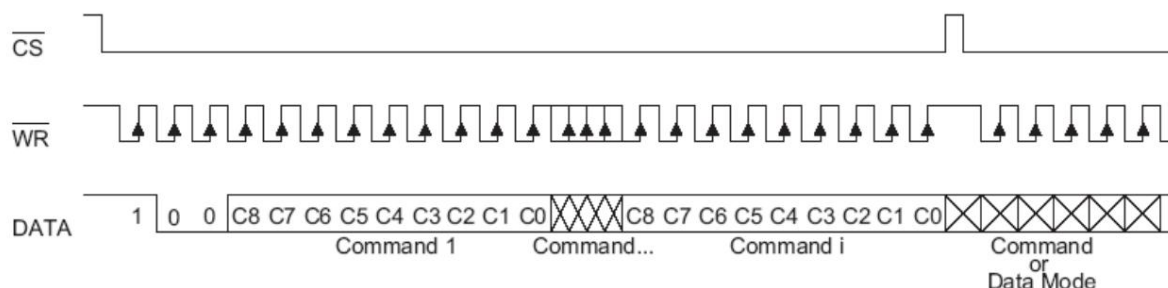 CS
WR
DATA 1 0 0 C8 C7 C6 C5 C4 C3 C2 C1 C0 C8 C7 C6 C5 C4 C3 C2 C1 C0
Command 1 Command... Command i Command
or
Data Mode